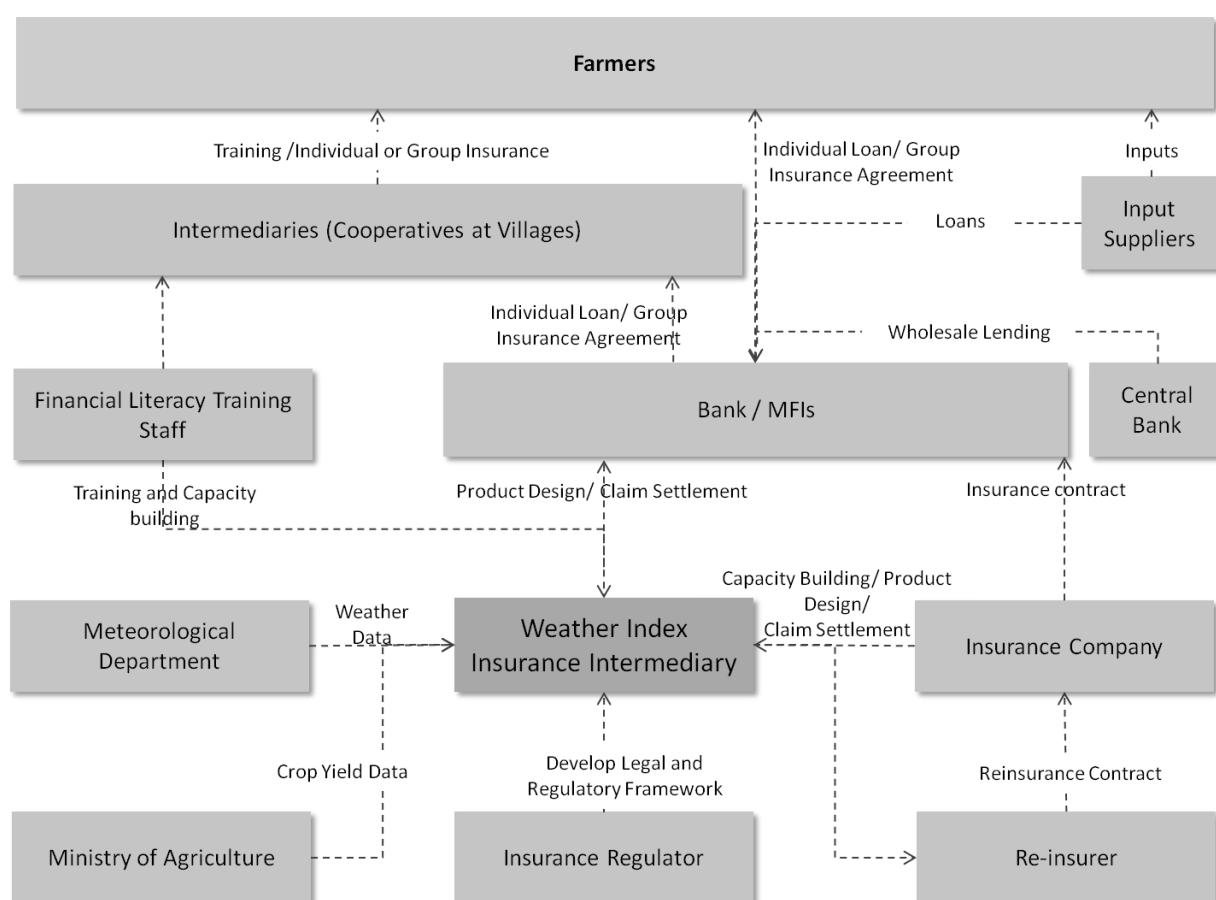 Farmers
Training /Individual or Group Insurance
Individual Loan/ Group
Insurance Agreement
Inputs
Intermediaries (Cooperatives at Villages)
Loans
Input
Suppliers
Individual Loan/ Group
Insurance Agreement
Wholesale Lending
Financial Literacy Training
Staff
Bank / MFIs
Central
Bank
Training and Capacity
building
Product Design/ Claim Settlement
Insurance contract
Meteorological
Department
Weather
Data
Weather Index
Insurance Intermediary
Capacity Building/ Product
Design/
Claim Settlement
Insurance Company
Crop Yield Data
Develop Legal and
Regulatory Framework
Reinsurance Contract
Ministry of Agriculture
Insurance Regulator
Re-insurer